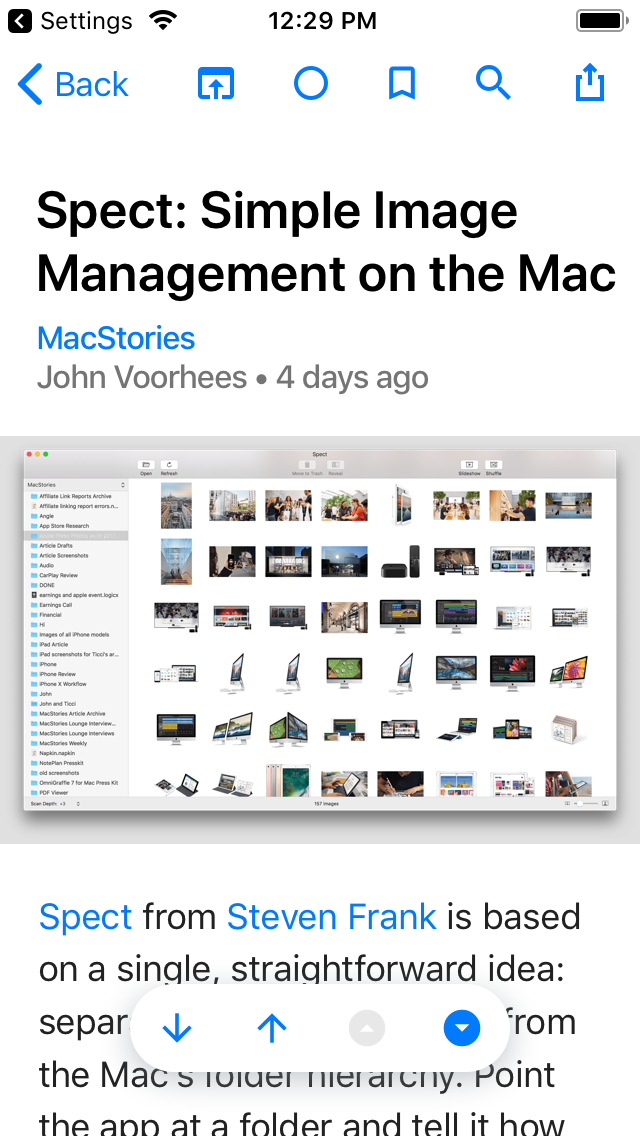 Settings
12:29 PM
Back
Spect: Simple Image
Management on the Mac
MacStories
John Voorhees • 4 days ago
Spect
Open
Refresh
Move to Trash
Reveal
Slideshow
Shuffle
MacStories
Affiliate Link Reports Archive
Affiliate linking report errors.n...
Angie
App Store Research
Article Drafts
Article Screenshots
Audio
CarPlay Review
DONE
earnings and apple event.logicx
Earnings Call
Financial
Hi
Images of all iPhone models
iPad Article
iPad screenshots for Ticci's ar...
iPhone
iPhone Review
iPhone X Workflow
John
John and Ticci
MacStories Article Archive
MacStories Lounge Interview...
MacStories Lounge Interviews
MacStories Weekly
Napkin.napkin
NotePlan Presskit
old screenshots
OmniGraffle 7 for Mac Press Kit
PDF Viewer
Scan Depth: +3
157 images
Spect from Steven Frank is based
on a single, straightforward idea:
separ from
the Mac's folder hierarchy. Point
the app at a folder and tell it how